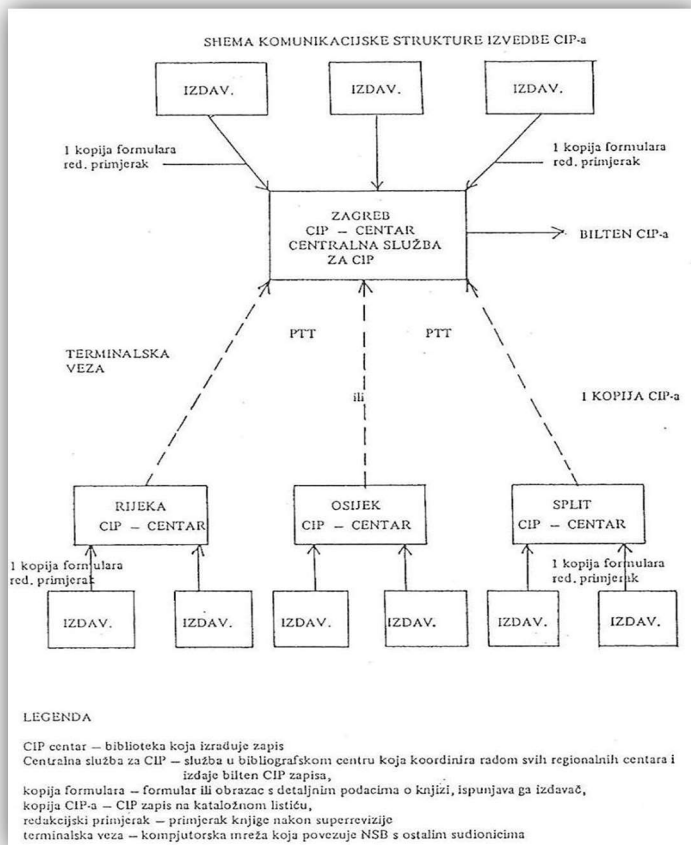 SHEMA KOMUNIKACIJSKE STRUKTURE IZVEDBE CIP-a
IZDAV.
IZDAV.
IZDAV.
1 kopija formulara
red. primjerak
1 kopija formulara
red. primjerak
ZAGREB
CIP – CENTAR
CENTRALNA SLUŽBA
ZA CIP
BILTEN CIP-a
TERMINALSKA
VEZA
PTT
PTT
ili
1 KOPIJA CIP-a
RIJEKA
CIP – CENTAR
OSIJEK
CIP – CENTAR
SPLIT
CIP – CENTAR
1 kopija formulara
red. primjerak
1 kopija formulara
red. primjerak
IZDAV.
IZDAV.
IZDAV.
IZDAV.
IZDAV.
IZDAV.
LEGENDA
CIP centar – biblioteka koja izrađuje zapis
Centralna služba za CIP – služba u bibliografskom centru koja koordinira radom svih regionalnih centara i
izdaje bilten CIP zapisa,
kopija formulara – formular ili obrazac s detaljnim podacima o knjizi, ispunjava ga izdavač,
kopija CIP-a – CIP zapis na kataložnom listiću,
redakcijski primjerak – primjerak knjige nakon superrevizije
terminalska veza – kompjutorska mreža koja povezuje NSB s ostalim sudionicima